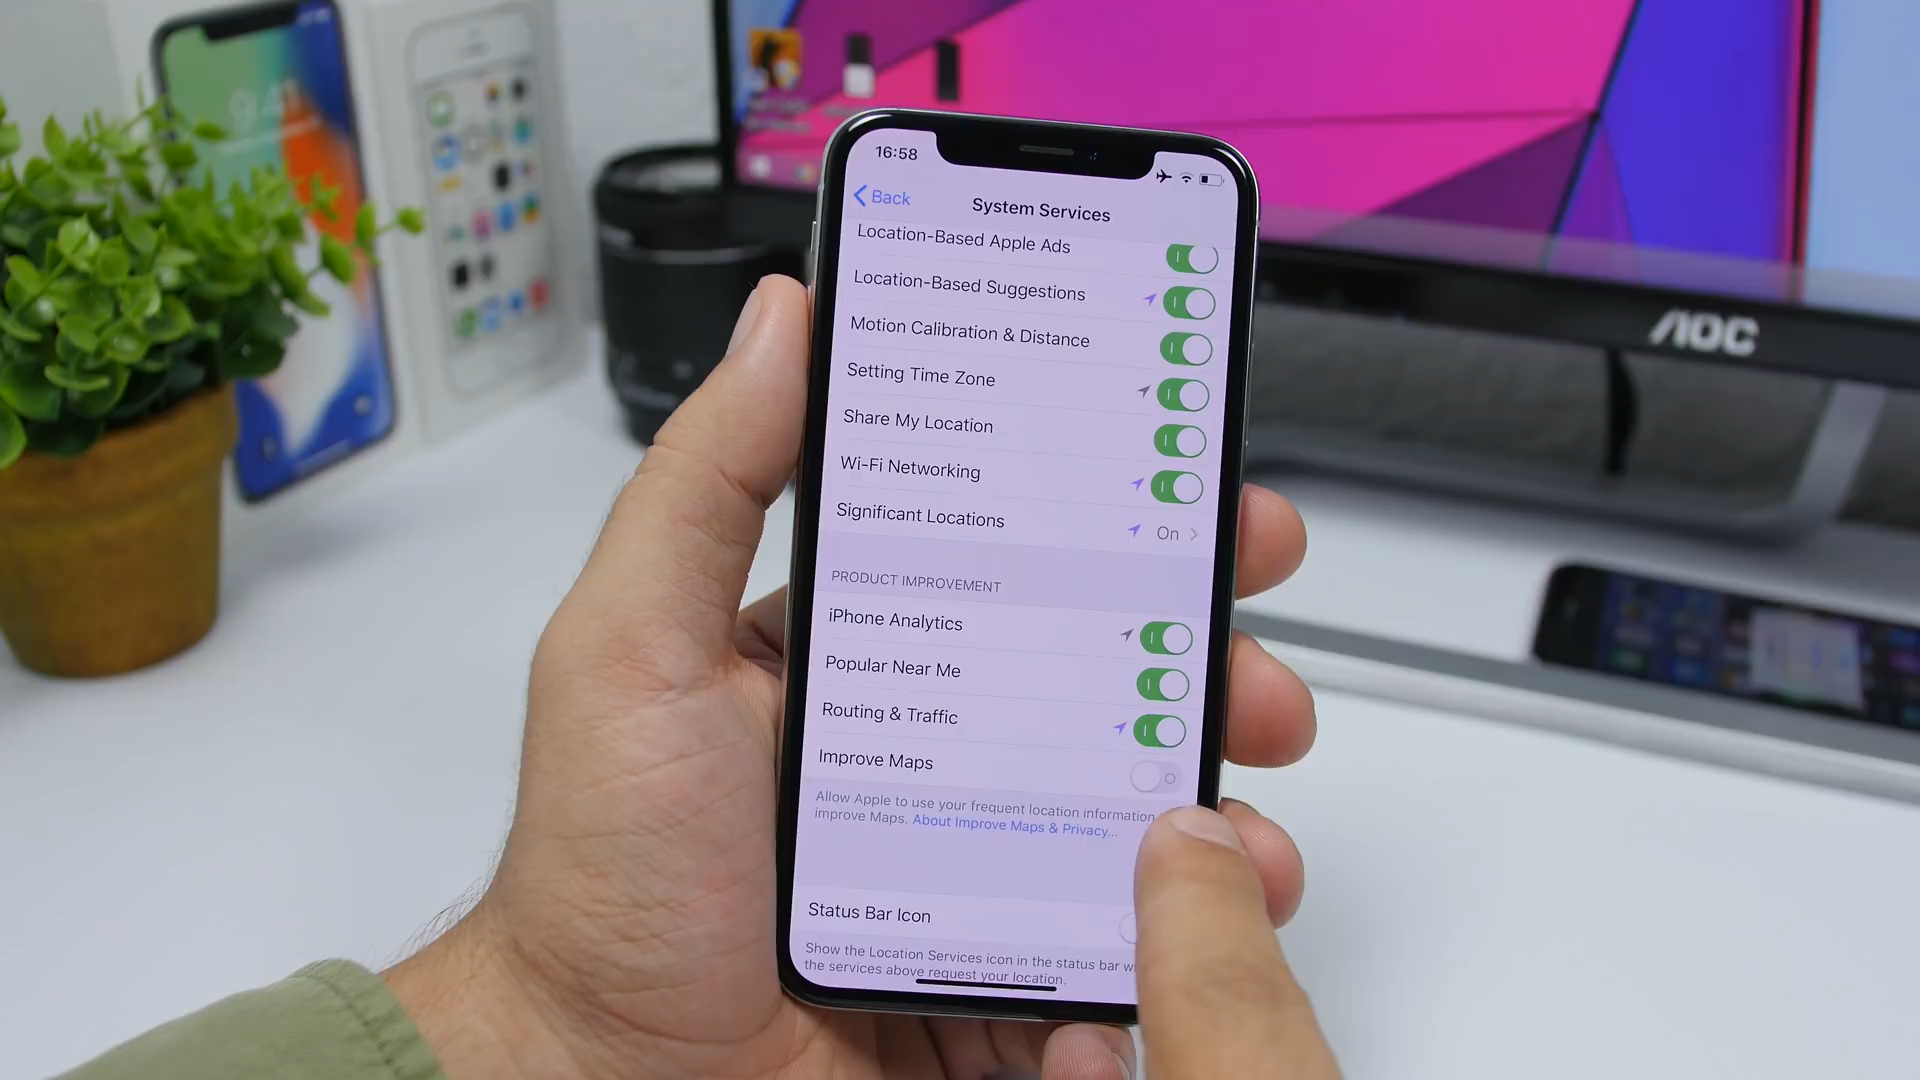 9:41
16:58
Back
System Services
Location-Based Apple Ads
Location-Based Suggestions
Motion Calibration & Distance
Setting Time Zone
Share My Location
Wi-Fi Networking
Significant Locations On
PRODUCT IMPROVEMENT
iPhone Analytics
Popular Near Me
Routing & Traffic
Improve Maps
Allow Apple to use your frequent location information
improve Maps. About Improve Maps & Privacy...
Status Bar Icon
Show the Location Services icon in the status bar
the services above request your location.
AOC